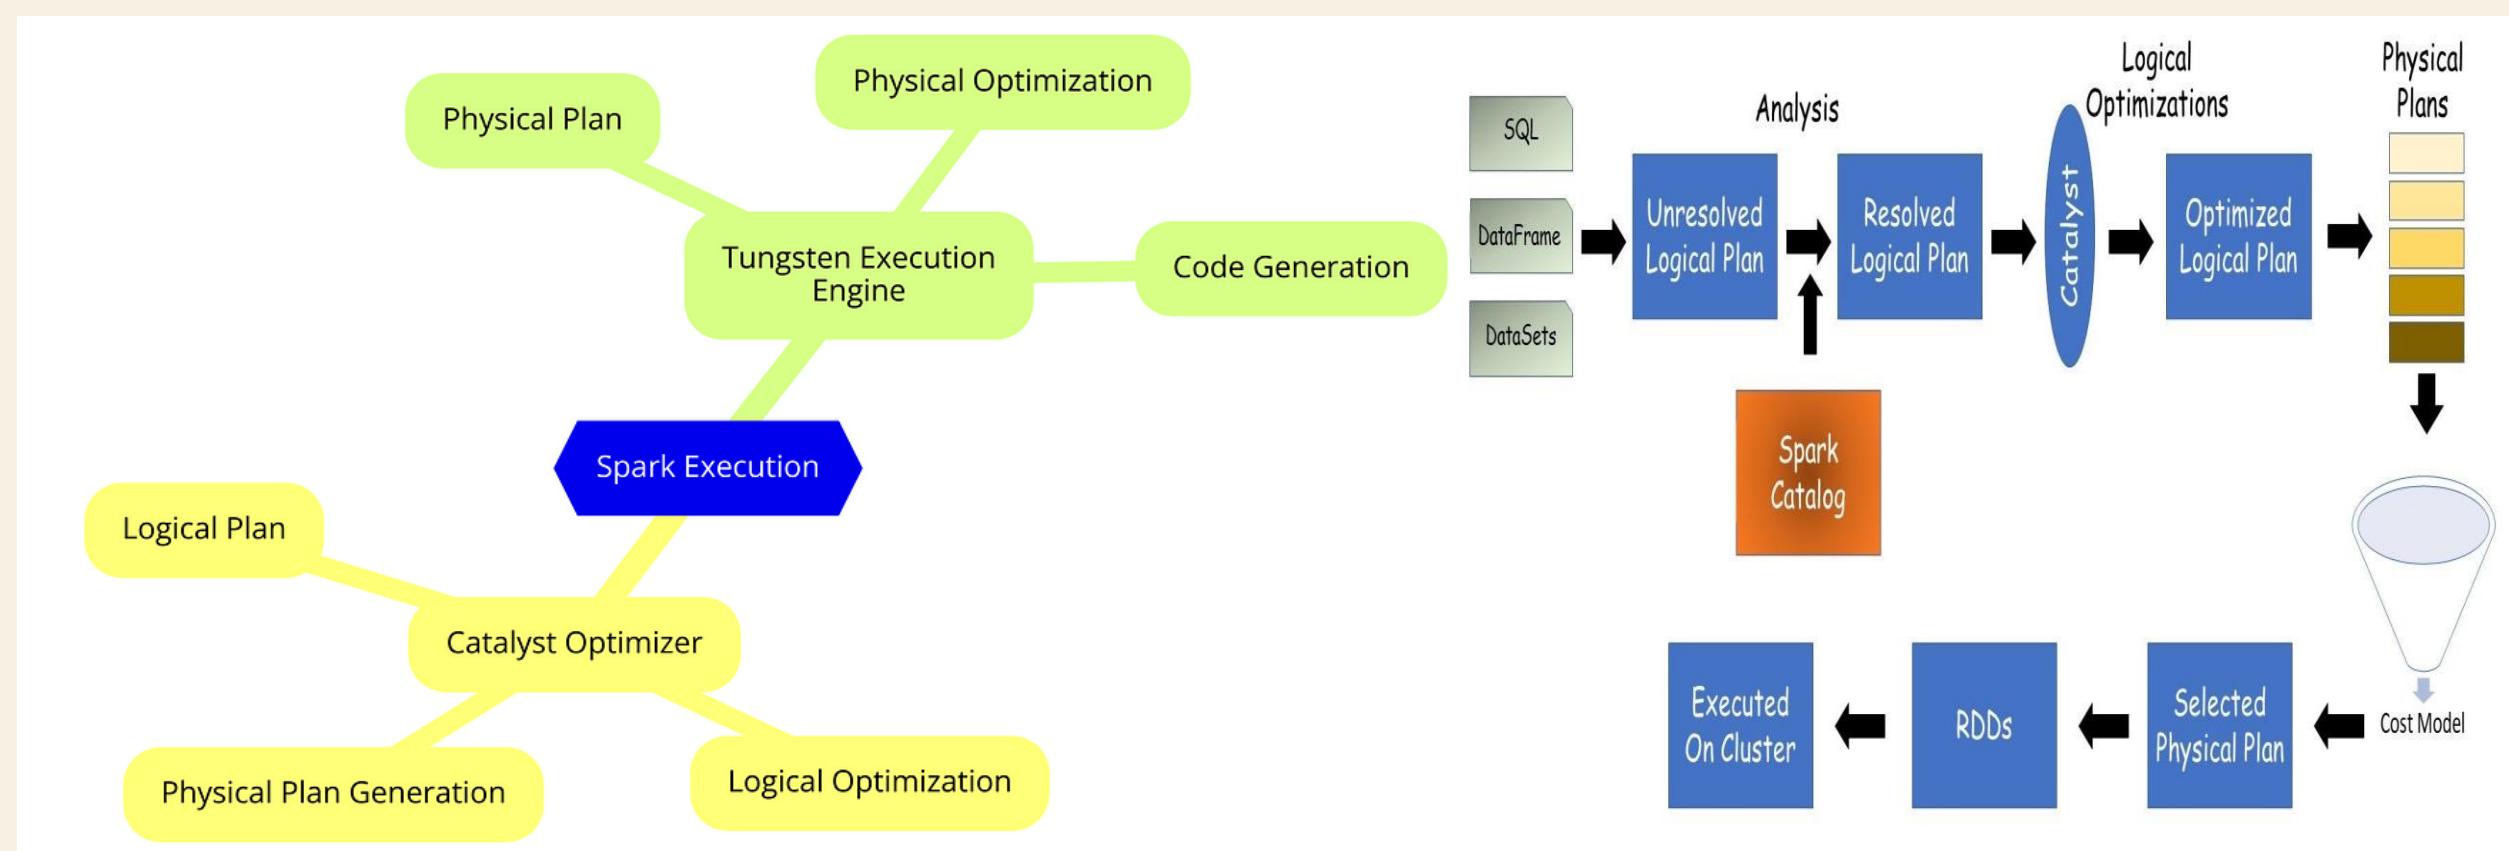 Physical Optimization
Physical Plan
Tungsten Execution
Engine
Code Generation
Spark Execution
Logical Plan
Catalyst Optimizer
Physical Plan Generation
Logical Optimization
SQL
DataFrame
DataSets
Analysis
Unresolved
Logical Plan
Resolved
Logical Plan
Spark
Catalog
Catalyst
Logical
Optimizations
Optimized
Logical Plan
Physical
Plans
Cost Model
Selected
Physical Plan
RDDs
Executed
On Cluster